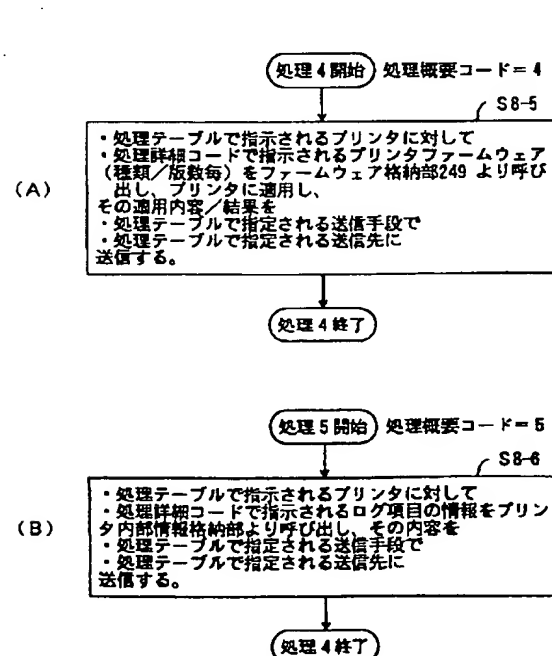 処理4開始 処理概要コード=4
S8-5
(A)
・処理テーブルで指示されるプリンタに対して
・処理詳細コードで指示されるプリンタファームウェア
(種類/版数毎)をファームウェア格納部249 より呼び
出し、プリンタに適用し、
その適用内容/結果を
・処理テーブルで指定される送信手段で
・処理テーブルで指定される送信先に
送信する。
処理4終了
処理5開始 処理概要コード=5
S8-6
(B)
・処理テーブルで指示されるプリンタに対して
・処理詳細コードで指示されるログ項目の情報をプリン
タ内部情報格納部より呼び出し、その内容を
・処理テーブルで指定される送信手段で
・処理テーブルで指定される送信先に
送信する。
処理4終了